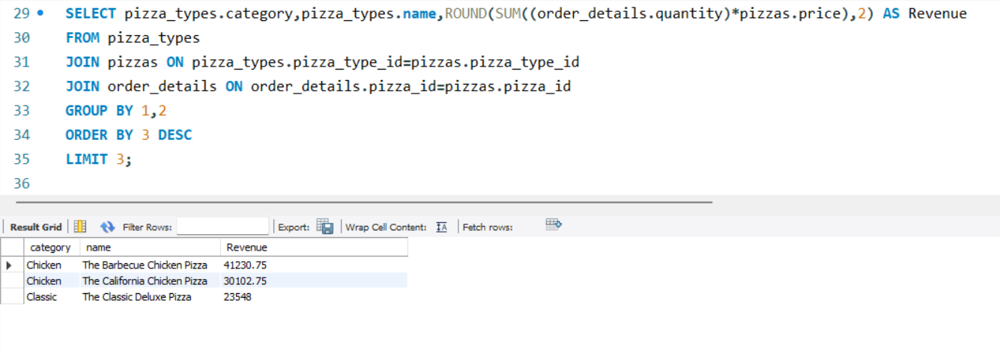 29 SELECT pizza_types.category,pizza_types.name,ROUND(SUM((order_details.quantity)*pizzas.price),2) AS Revenue
30 FROM pizza_types
31 JOIN pizzas ON pizza_types.pizza_type_id=pizzas.pizza_type_id
32 JOIN order_details ON order_details.pizza_id=pizzas.pizza_id
33 GROUP BY 1,2
34 ORDER BY 3 DESC
35 LIMIT 3;
36
Result Grid Filter Rows: Export: Wrap Cell Content: IA Fetch rows:
category name Revenue
Chicken The Barbecue Chicken Pizza 41230.75
Chicken The California Chicken Pizza 30102.75
Classic The Classic Deluxe Pizza 23548